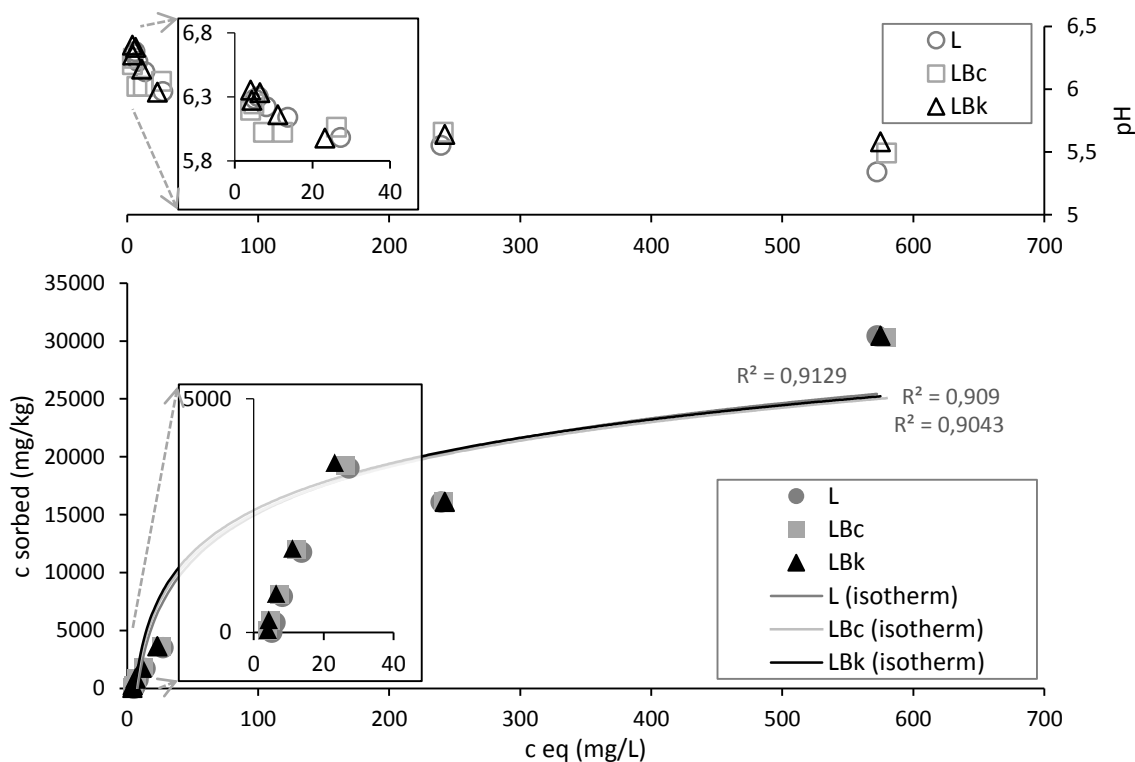 6,8
6,3
5,8
0 20 40
L
LBc
LBk
6,5
6
5,5
5
pH
0 100 200 300 400 500 600 700
35000
30000
25000
20000
15000
10000
5000
0
c sorbed (mg/kg)
5000
0
0 20 40
R² = 0,9129
R² = 0,909
R² = 0,9043
L
LBc
LBk
L (isotherm)
LBc (isotherm)
LBk (isotherm)
0 100 200 300 400 500 600 700
c eq (mg/L)